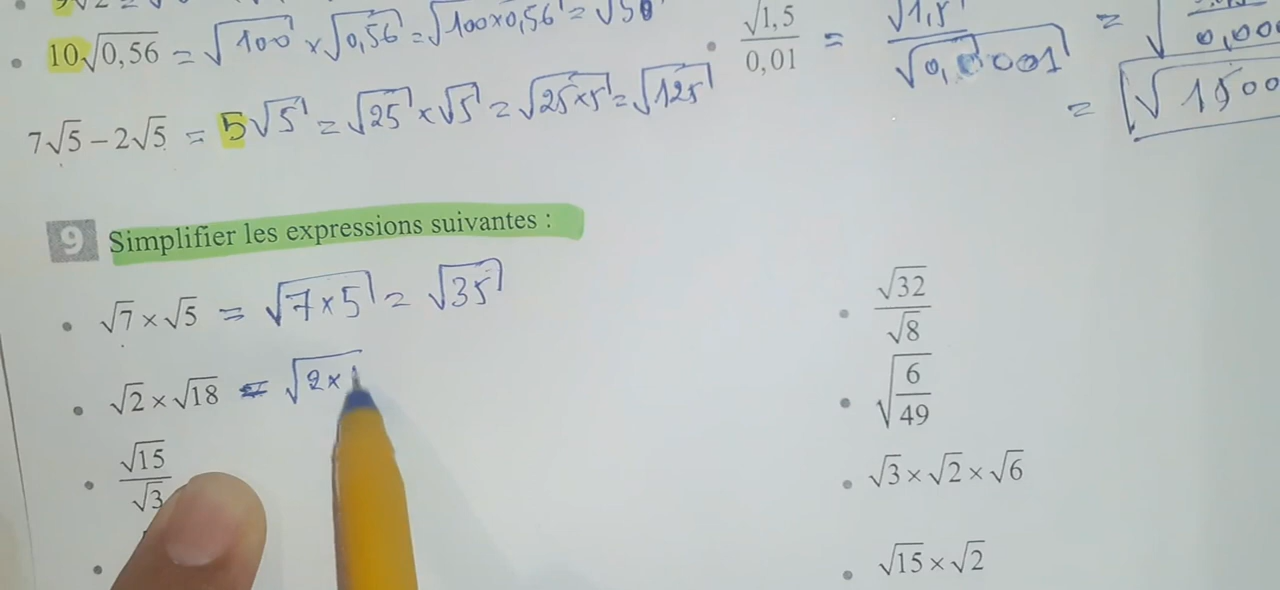 10√0,56 = √100 × √0,56 = √100×0,56 = √56
7√5 − 2√5 = 5√5 = √25 × √5 = √25×5 = √125
√1,5 / 0,01 = √1,5 / √0,0001 =
= √1500
9 Simplifier les expressions suivantes :
√7 × √5 = √7×5 = √35
√2 × √18 = √2×
√15 / √3
√32 / √8
√6/49
√3 × √2 × √6
√15 × √2